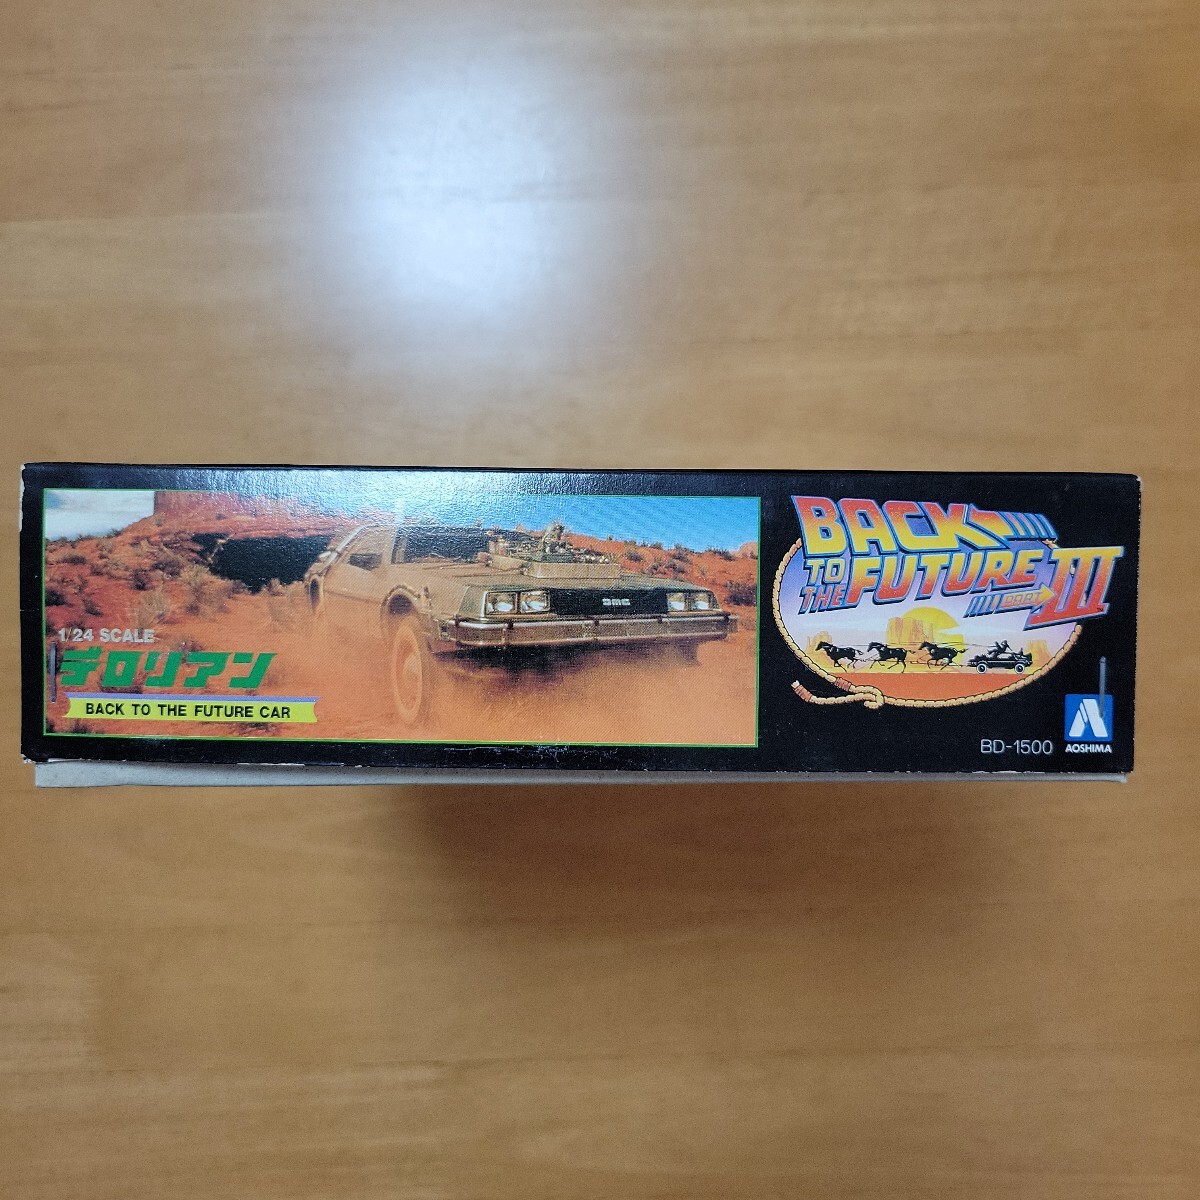 1/24 SCALE
デロリアン
BACK TO THE FUTURE CAR
DMC
BACK
TO THE FUTURE
PART III
BD-1500
AOSHIMA